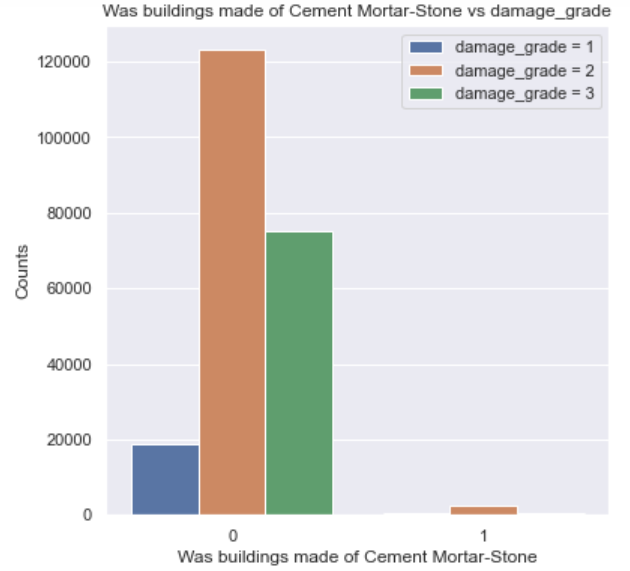 Was buildings made of Cement Mortar-Stone vs damage_grade
damage_grade = 1
damage_grade = 2
damage_grade = 3
120000
100000
80000
60000
40000
20000
0
Counts
0 1
Was buildings made of Cement Mortar-Stone